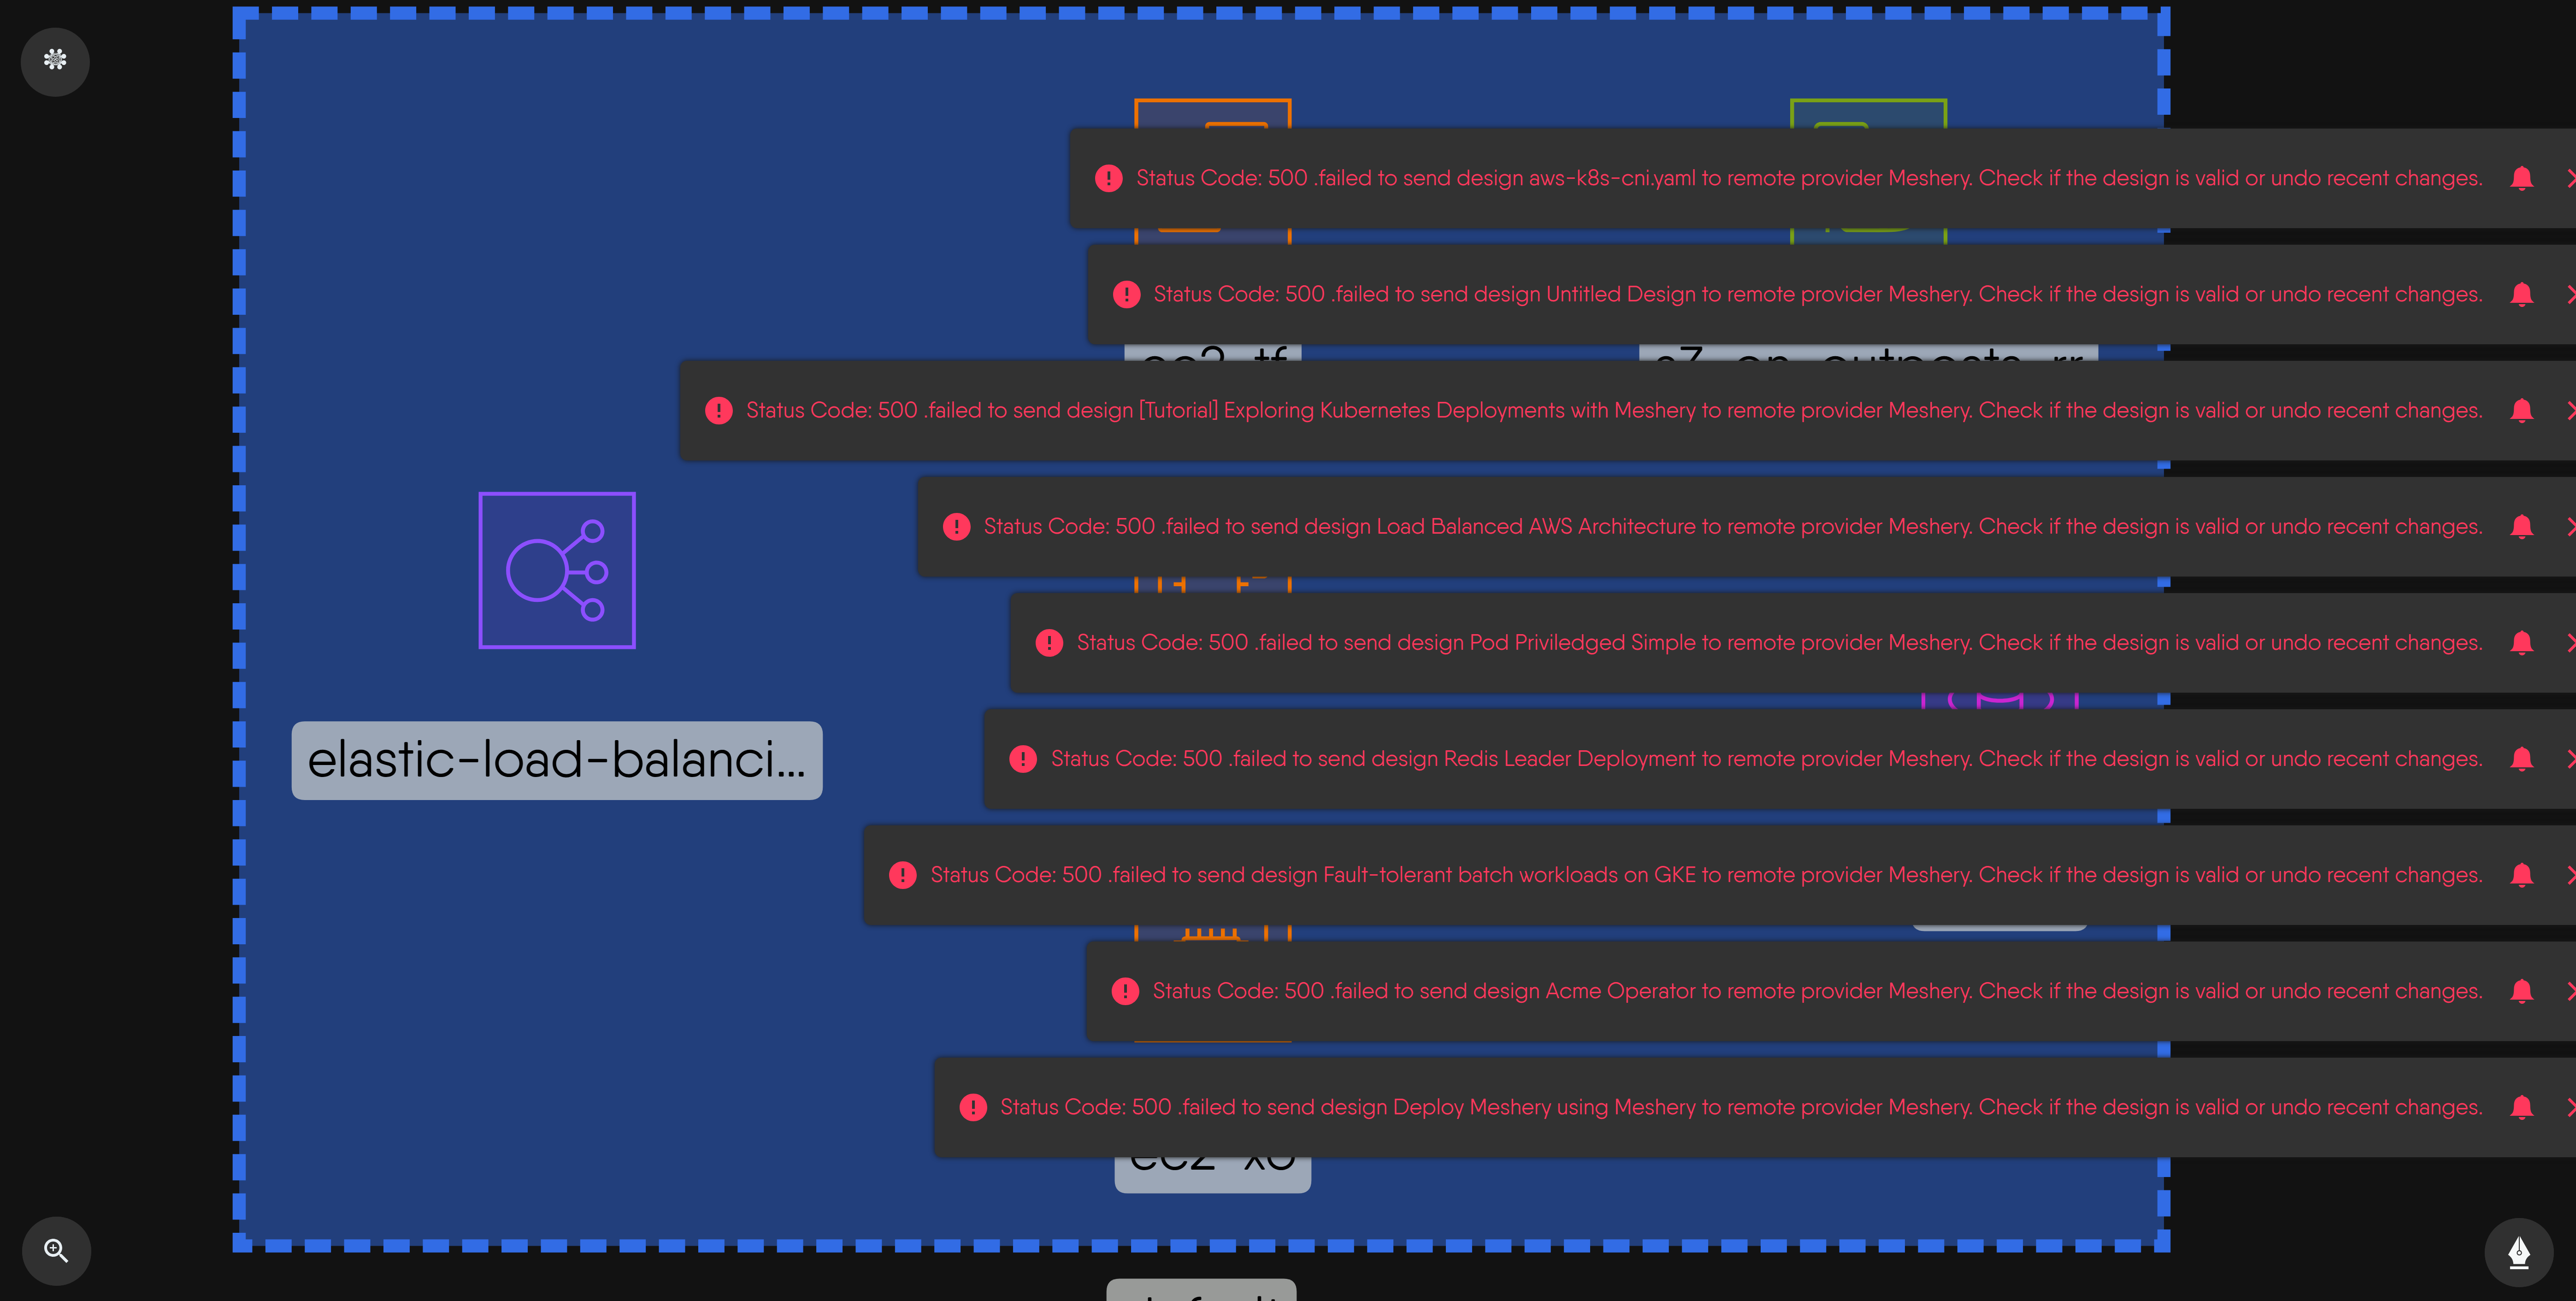 Status Code: 500 .failed to send design aws-k8s-cni.yaml to remote provider Meshery. Check if the design is valid or undo recent changes.
Status Code: 500 .failed to send design Untitled Design to remote provider Meshery. Check if the design is valid or undo recent changes.
Status Code: 500 .failed to send design [Tutorial] Exploring Kubernetes Deployments with Meshery to remote provider Meshery. Check if the design is valid or undo recent changes.
Status Code: 500 .failed to send design Load Balanced AWS Architecture to remote provider Meshery. Check if the design is valid or undo recent changes.
Status Code: 500 .failed to send design Pod Priviledged Simple to remote provider Meshery. Check if the design is valid or undo recent changes.
elastic-load-balanci...
Status Code: 500 .failed to send design Redis Leader Deployment to remote provider Meshery. Check if the design is valid or undo recent changes.
Status Code: 500 .failed to send design Fault-tolerant batch workloads on GKE to remote provider Meshery. Check if the design is valid or undo recent changes.
Status Code: 500 .failed to send design Acme Operator to remote provider Meshery. Check if the design is valid or undo recent changes.
Status Code: 500 .failed to send design Deploy Meshery using Meshery to remote provider Meshery. Check if the design is valid or undo recent changes.